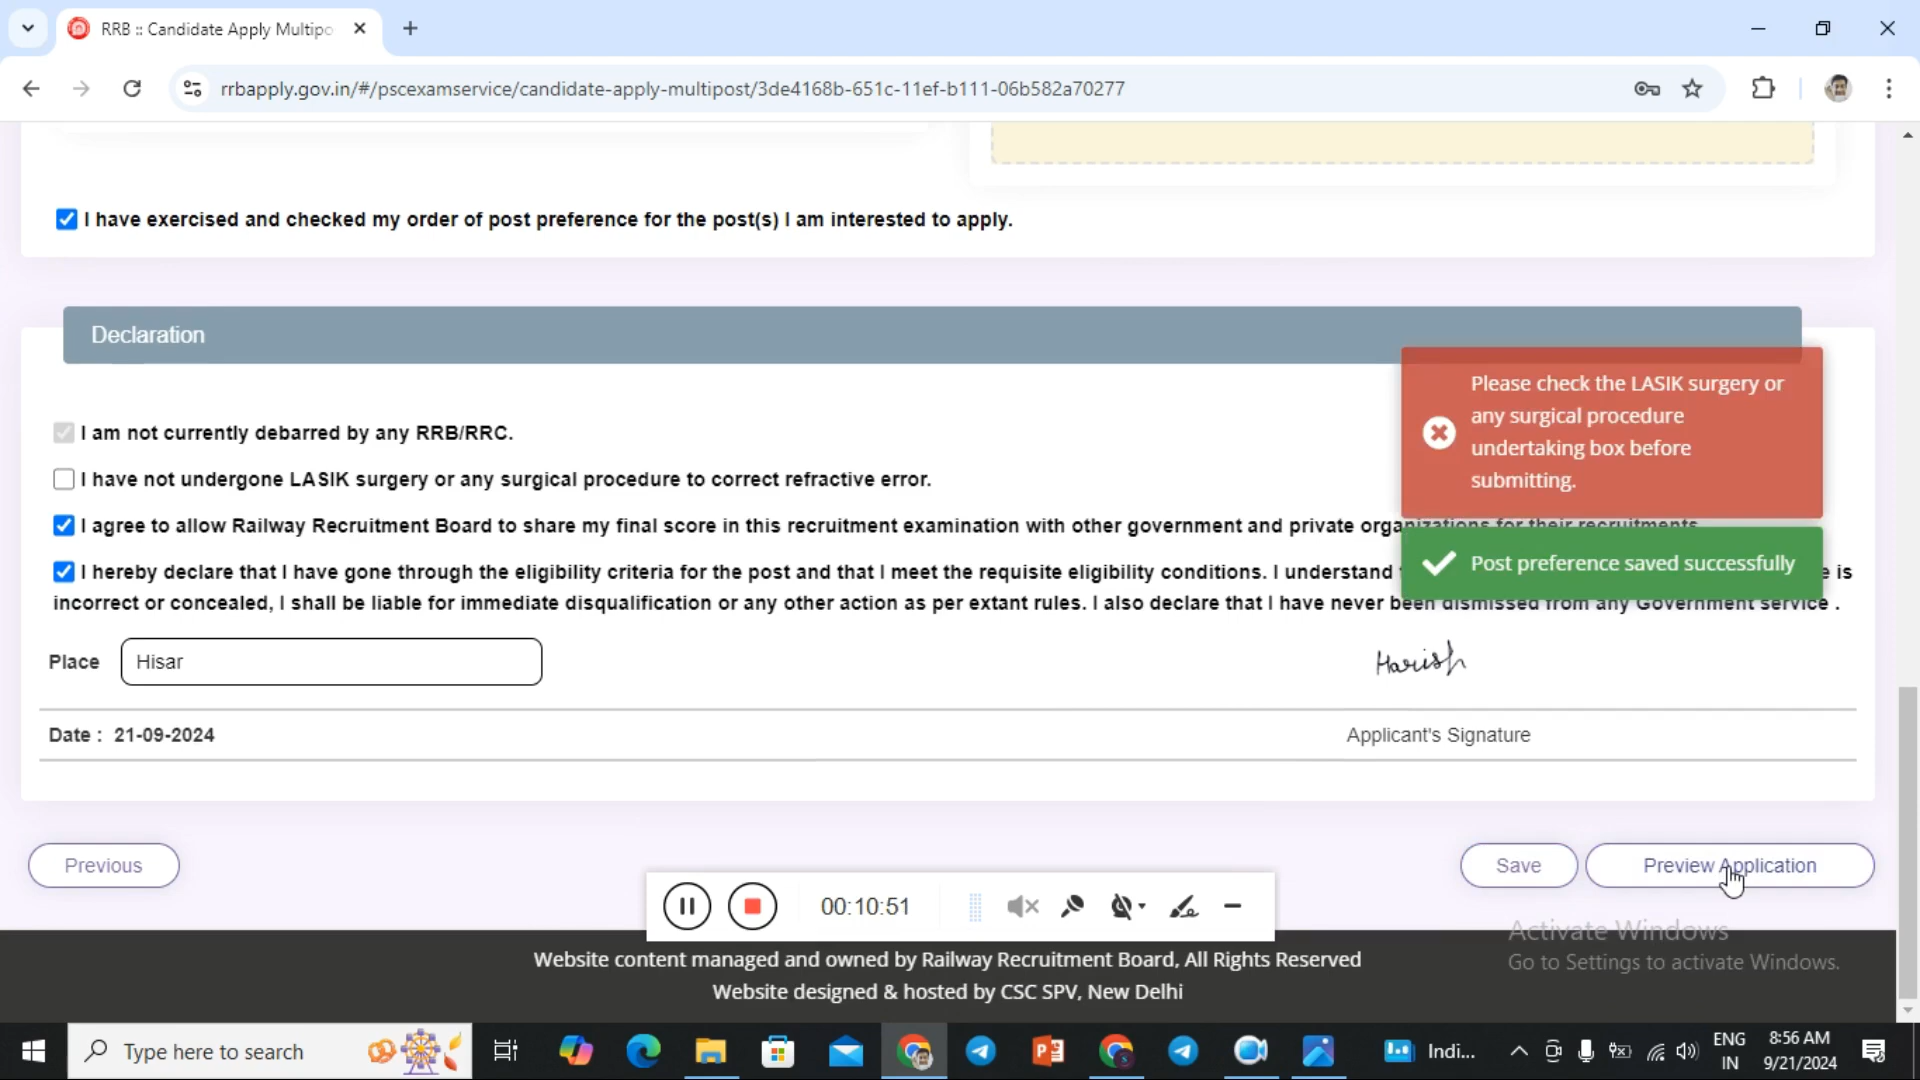 RRB :: Candidate Apply Multipo
rrbapply.gov.in/#/pscexamservice/candidate-apply-multipost/3de4168b-651c-11ef-b111-06b582a70277
I have exercised and checked my order of post preference for the post(s) I am interested to apply.
Declaration
Please check the LASIK surgery or
any surgical procedure
undertaking box before
submitting.
I am not currently debarred by any RRB/RRC.
I have not undergone LASIK surgery or any surgical procedure to correct refractive error.
I agree to allow Railway Recruitment Board to share my final score in this recruitment examination with other government and private organizations for their recruitments
Post preference saved successfully
I hereby declare that I have gone through the eligibility criteria for the post and that I meet the requisite eligibility conditions. I understand is
incorrect or concealed, I shall be liable for immediate disqualification or any other action as per extant rules. I also declare that I have never been dismissed from any Government service .
Place Hisar
Harish
Date : 21-09-2024
Applicant's Signature
Previous
Save
Preview Application
00:10:51
Activate Windows
Go to Settings to activate Windows.
Website content managed and owned by Railway Recruitment Board, All Rights Reserved
Website designed & hosted by CSC SPV, New Delhi
Type here to search
Indi...
ENG
IN
8:56 AM
9/21/2024